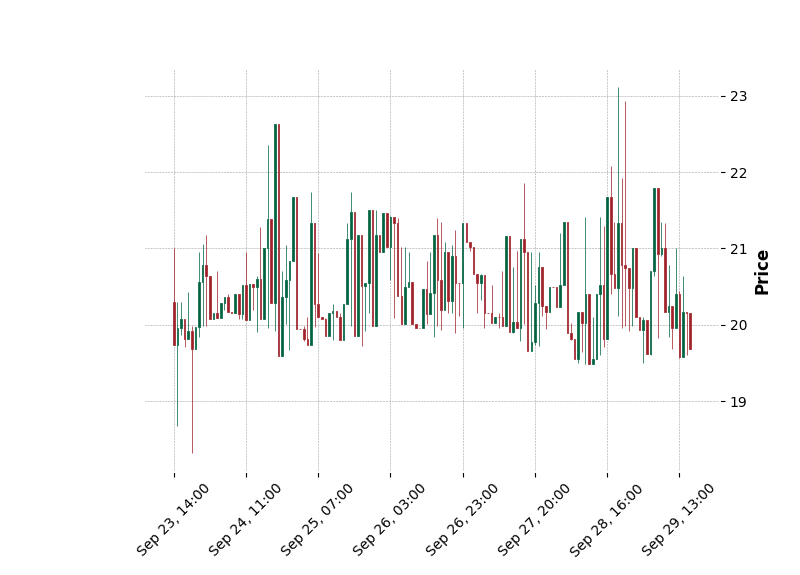 23
22
21
20
19
Price
Sep 23, 14:00
Sep 24, 11:00
Sep 25, 07:00
Sep 26, 03:00
Sep 26, 23:00
Sep 27, 20:00
Sep 28, 16:00
Sep 29, 13:00